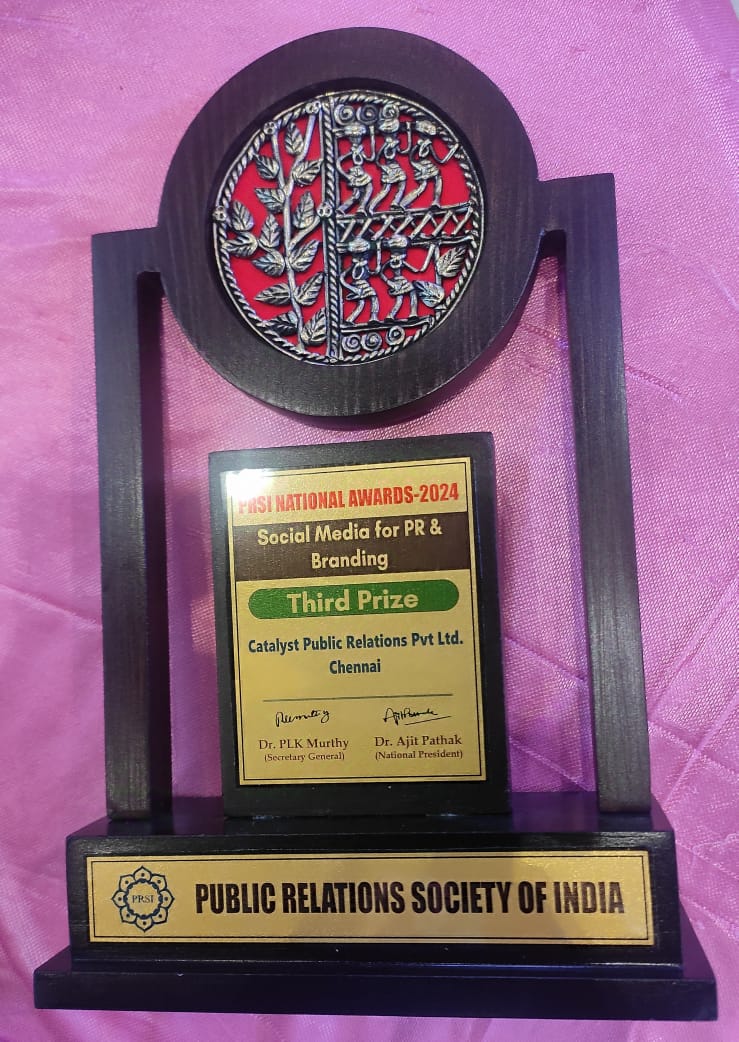 PRSI NATIONAL AWARDS-2024
Social Media for PR &
Branding
Third Prize
Catalyst Public Relations Pvt Ltd.
Chennai
Dr. PLK Murthy
(Secretary General)
Dr. Ajit Pathak
(National President)
PRSI
PUBLIC RELATIONS SOCIETY OF INDIA